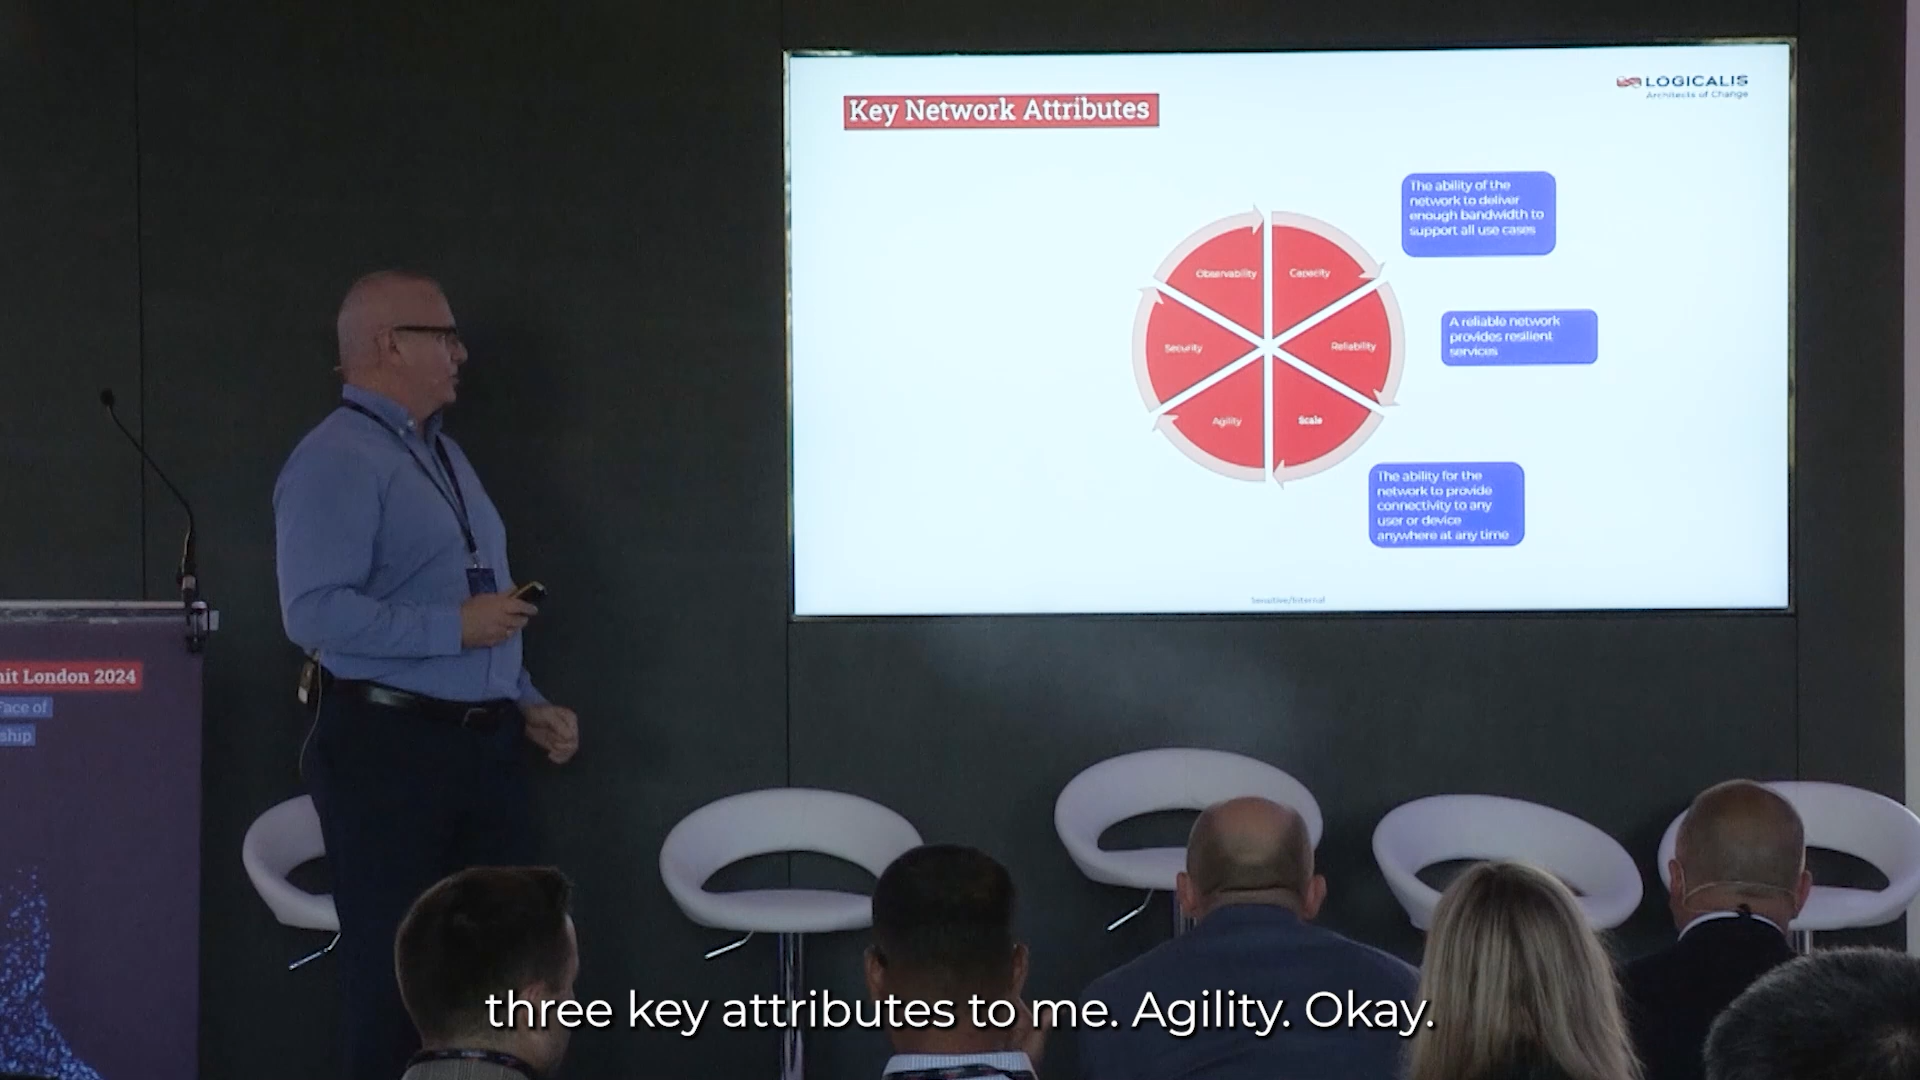 LOGICALIS
Architects of Change
Key Network Attributes
The ability of the
network to deliver
enough bandwidth to
support all use cases
Observability
Capacity
A reliable network
provides resilient
services
Security
Reliability
Agility
Scale
The ability for the
network to provide
connectivity to any
user or device
anywhere at any time
Sensitive/Internal
nit London 2024
Face of
ship
three key attributes to me. Agility. Okay.